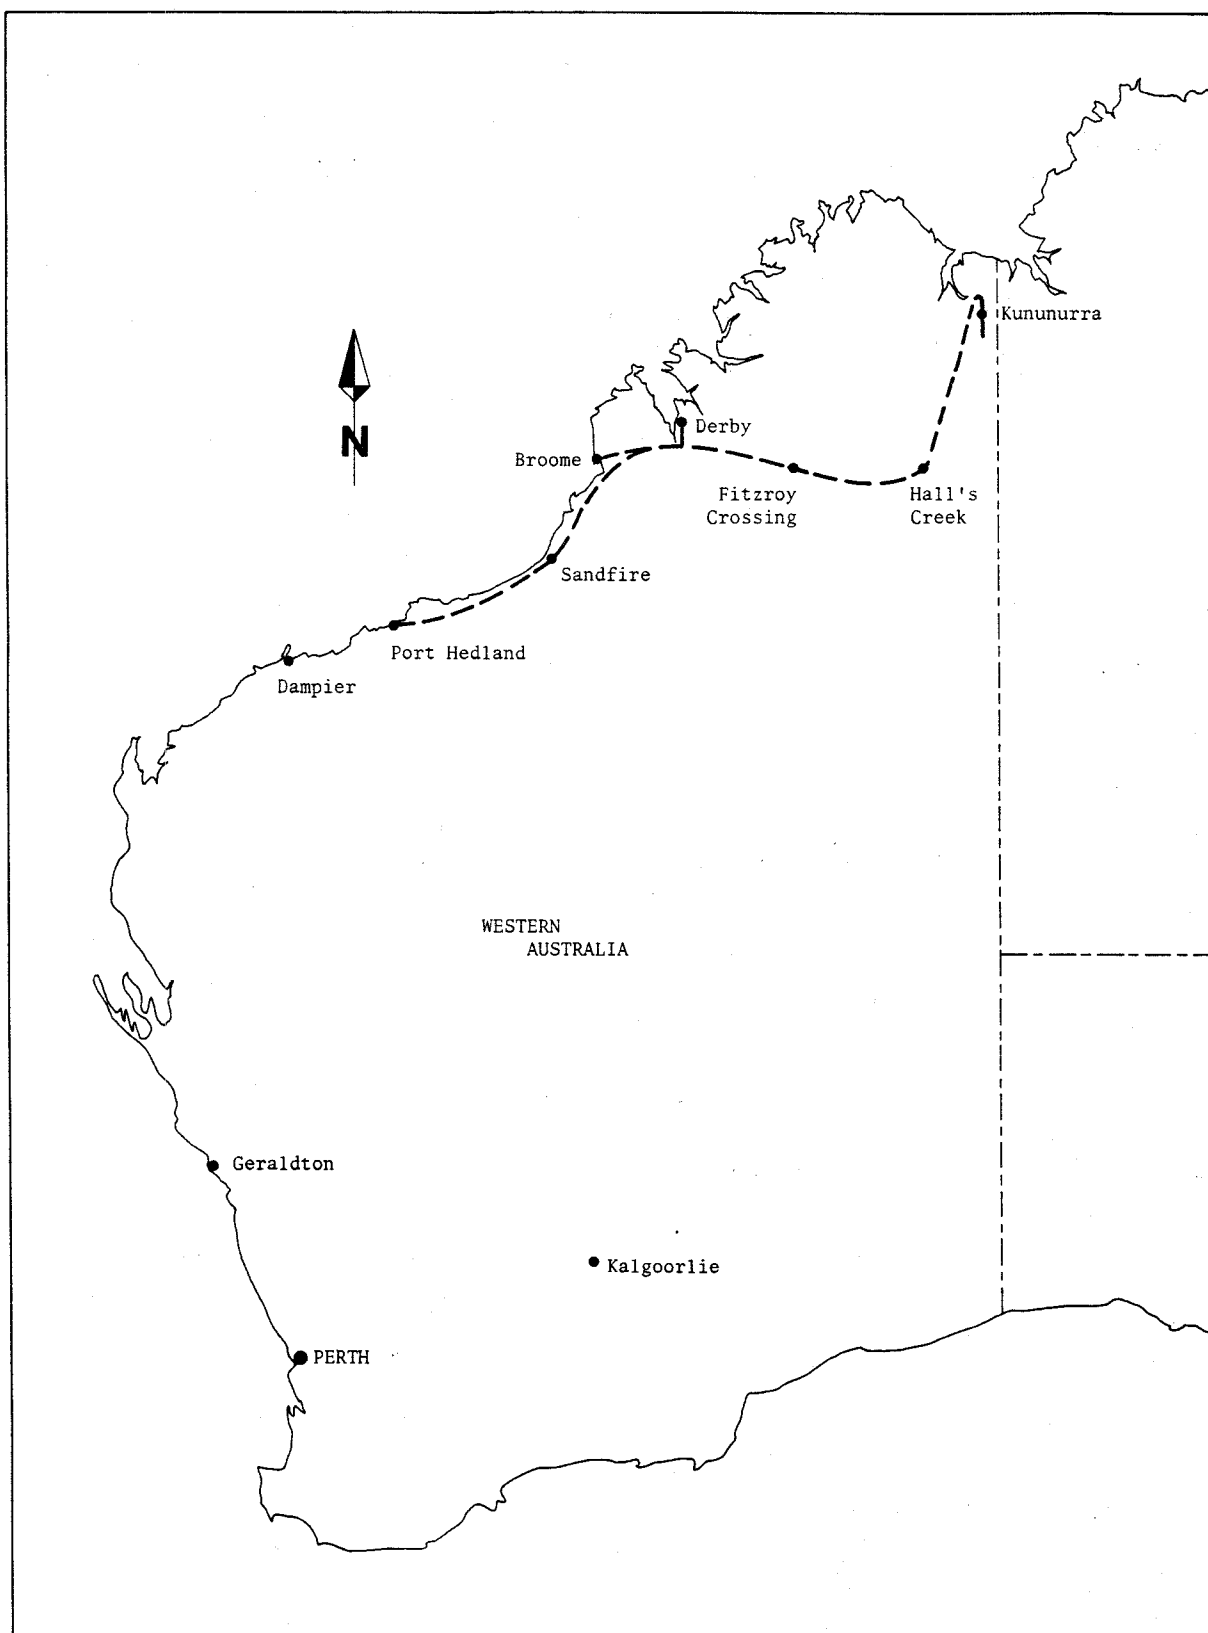 Kununurra
N
Derby
Broome
Fitzroy
Crossing
Hall's
Creek
Sandfire
Port Hedland
Dampier
WESTERN
AUSTRALIA
Geraldton
Kalgoorlie
PERTH